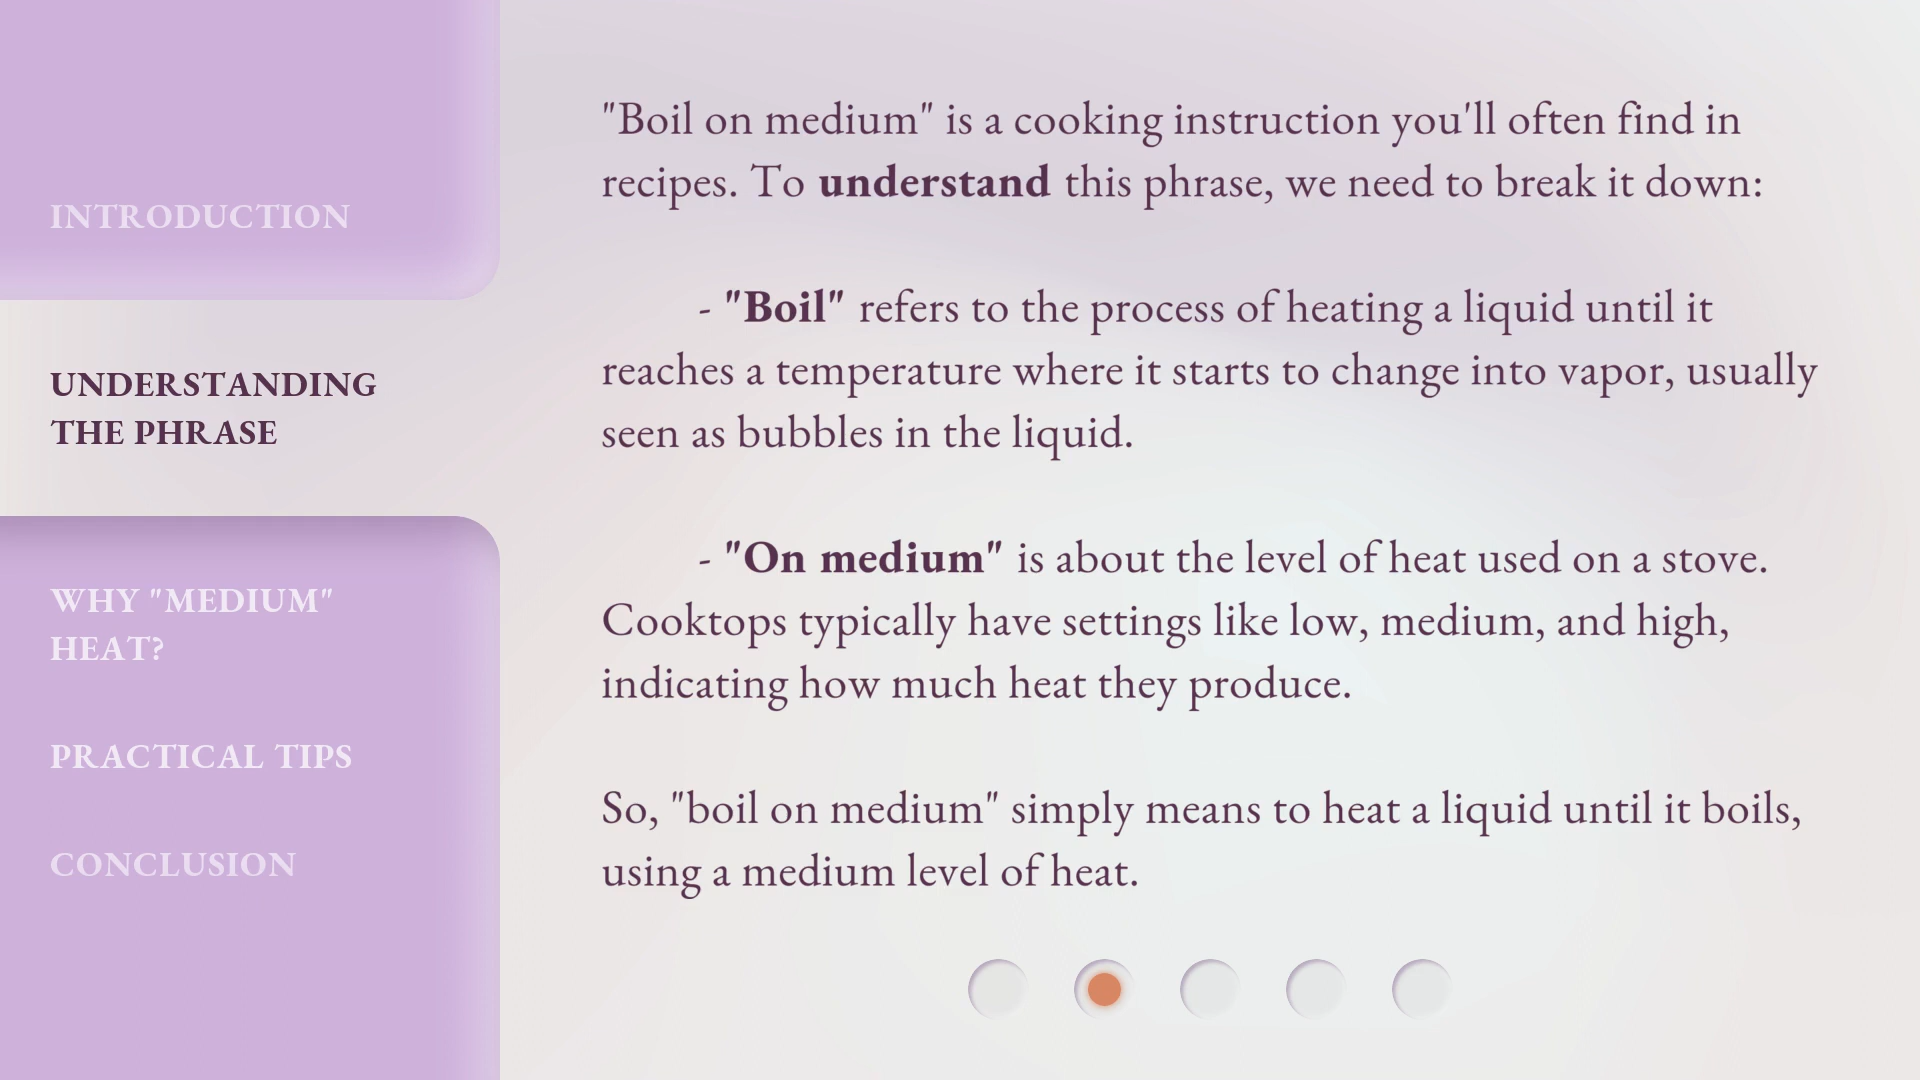 INTRODUCTION
UNDERSTANDING
THE PHRASE
WHY "MEDIUM"
HEAT?
PRACTICAL TIPS
CONCLUSION
"Boil on medium" is a cooking instruction you'll often find in
recipes. To understand this phrase, we need to break it down:
- "Boil" refers to the process of heating a liquid until it
reaches a temperature where it starts to change into vapor, usually
seen as bubbles in the liquid.
- "On medium" is about the level of heat used on a stove.
Cooktops typically have settings like low, medium, and high,
indicating how much heat they produce.
So, "boil on medium" simply means to heat a liquid until it boils,
using a medium level of heat.